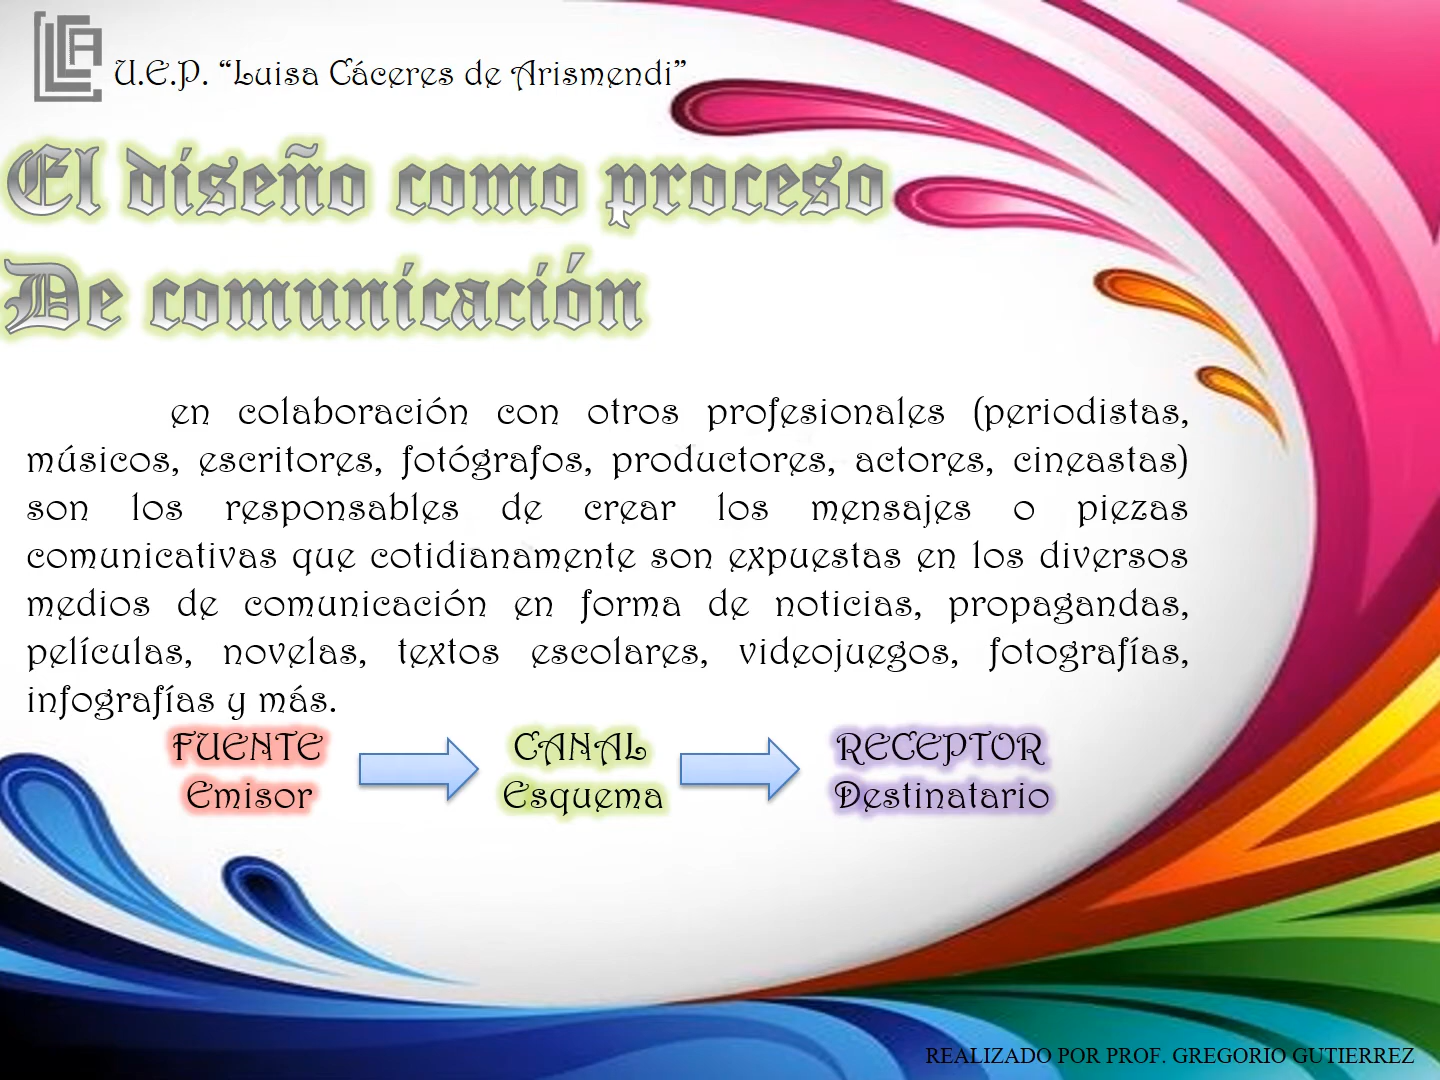 LLA
U.E.P. “Luisa Cáceres de Arismendi”
El diseño como proceso
De comunicación
en colaboración con otros profesionales (periodistas,
músicos, escritores, fotógrafos, productores, actores, cineastas)
son los responsables de crear los mensajes o piezas
comunicativas que cotidianamente son expuestas en los diversos
medios de comunicación en forma de noticias, propagandas,
películas, novelas, textos escolares, videojuegos, fotografías,
infografías y más.
FUENTE CANAL RECEPTOR
Emisor Esquema Destinatario
REALIZADO POR PROF. GREGORIO GUTIERREZ